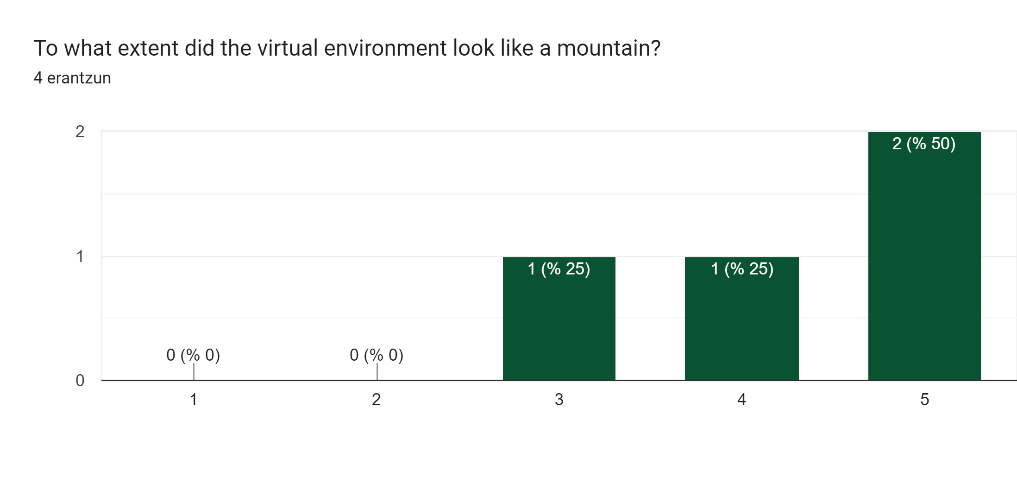 To what extent did the virtual environment look like a mountain?
4 erantzun
2
2 (% 50)
1
1 (% 25)
1 (% 25)
0 (% 0)
0 (% 0)
0
1
2
3
4
5